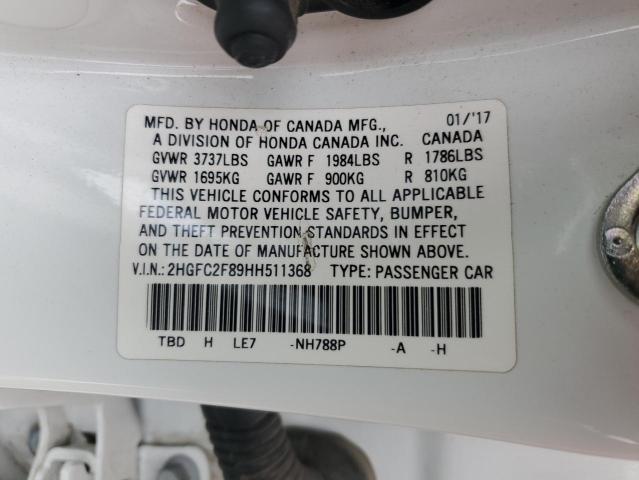 MFD. BY HONDA OF CANADA MFG., 01/'17
A DIVISION OF HONDA CANADA INC. CANADA
GVWR 3737LBS GAWR F 1984LBS R 1786LBS
GVWR 1695KG GAWR F 900KG R 810KG
THIS VEHICLE CONFORMS TO ALL APPLICABLE
FEDERAL MOTOR VEHICLE SAFETY, BUMPER,
AND THEFT PREVENTION STANDARDS IN EFFECT
ON THE DATE OF MANUFACTURE SHOWN ABOVE.
V.I.N.: 2HGFC2F89HH511368 TYPE: PASSENGER CAR
TBD H LE7 -NH788P -A -H